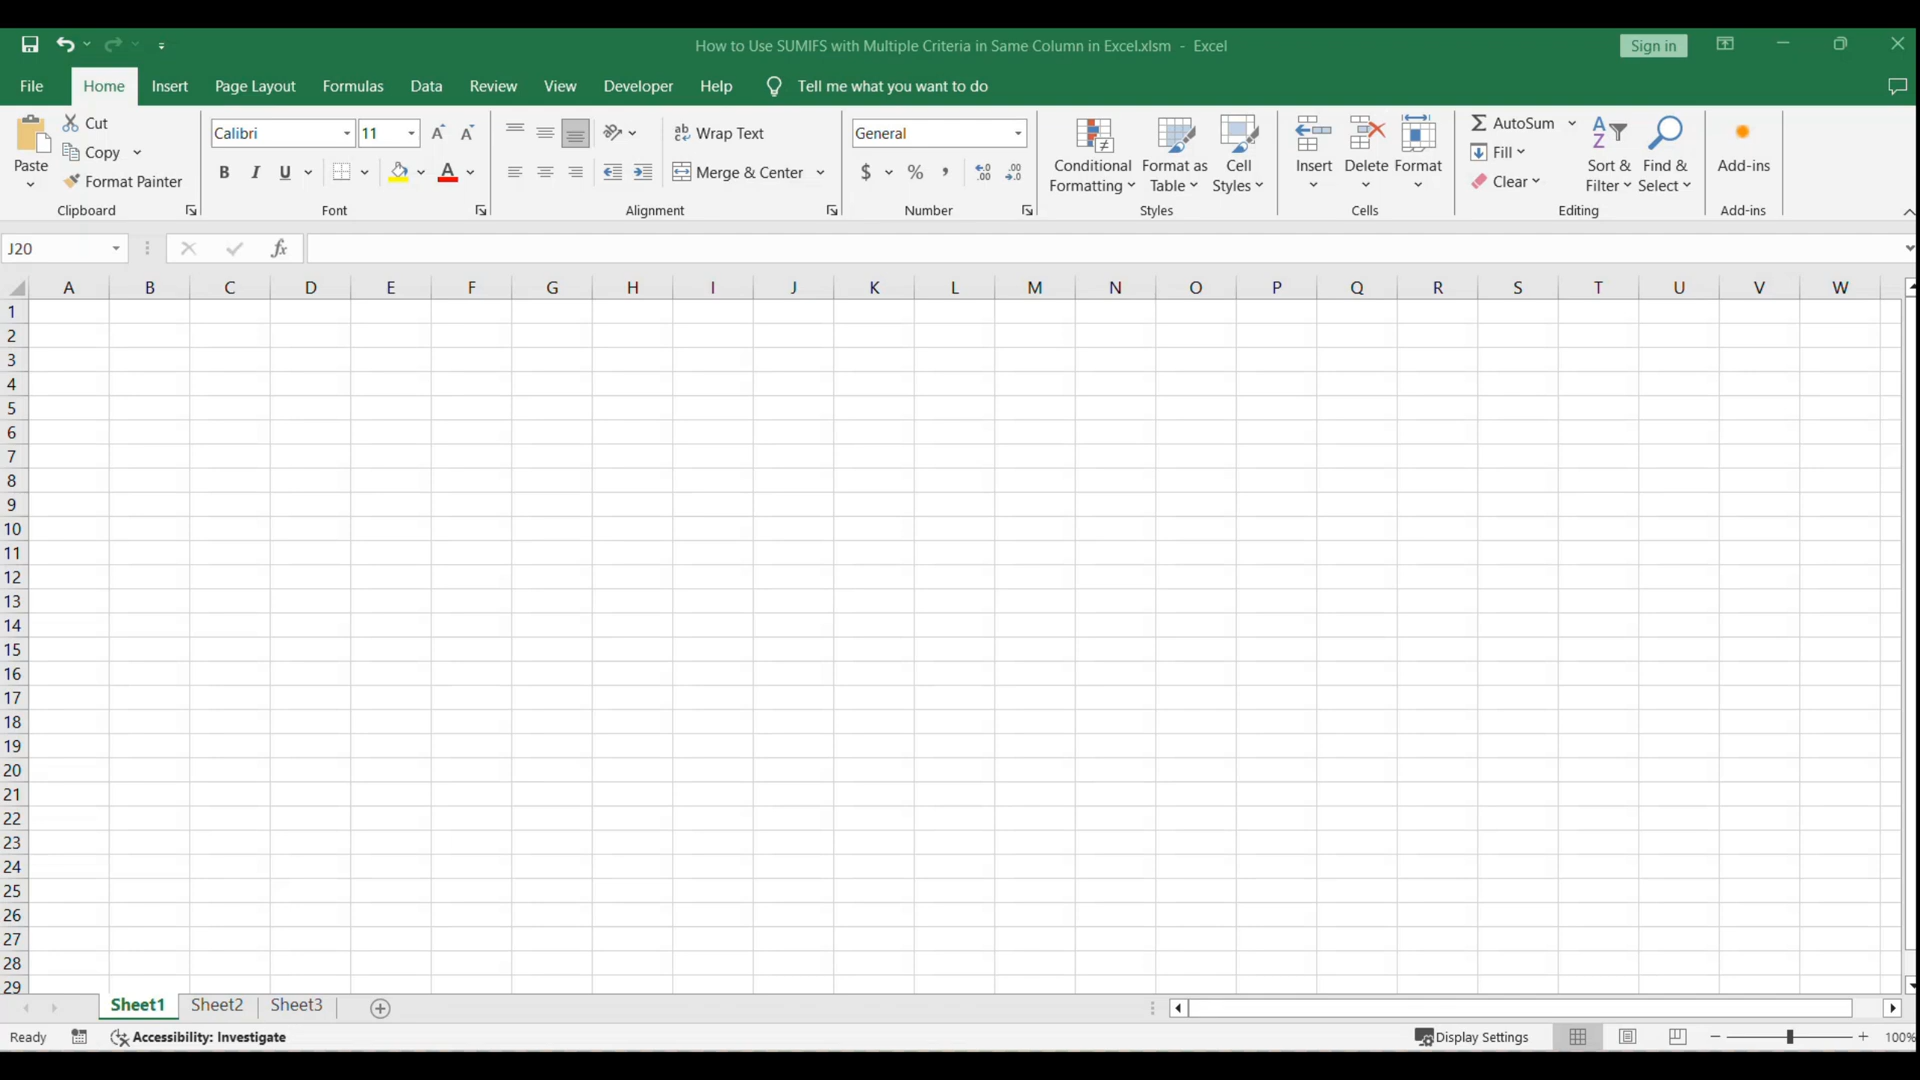 How to Use SUMIFS with Multiple Criteria in Same Column in Excel.xlsm - Excel
Sign in
File Home Insert Page Layout Formulas Data Review View Developer Help Tell me what you want to do
Paste
Cut
Copy
Format Painter
Clipboard
Calibri 11
B I U A
Font
ab Wrap Text
Merge & Center
Alignment
General
$ % ,
Number
Conditional Formatting
Format as Table
Cell Styles
Styles
Insert
Delete
Format
Cells
Σ AutoSum
Fill
Clear
Sort & Filter
Find & Select
Editing
Add-ins
Add-ins
J20 fx
A B C D E F G H I J K L M N O P Q R S T U V W
1
2
3
4
5
6
7
8
9
10
11
12
13
14
15
16
17
18
19
20
21
22
23
24
25
26
27
28
29
Sheet1 Sheet2 Sheet3
Ready Accessibility: Investigate Display Settings 100%